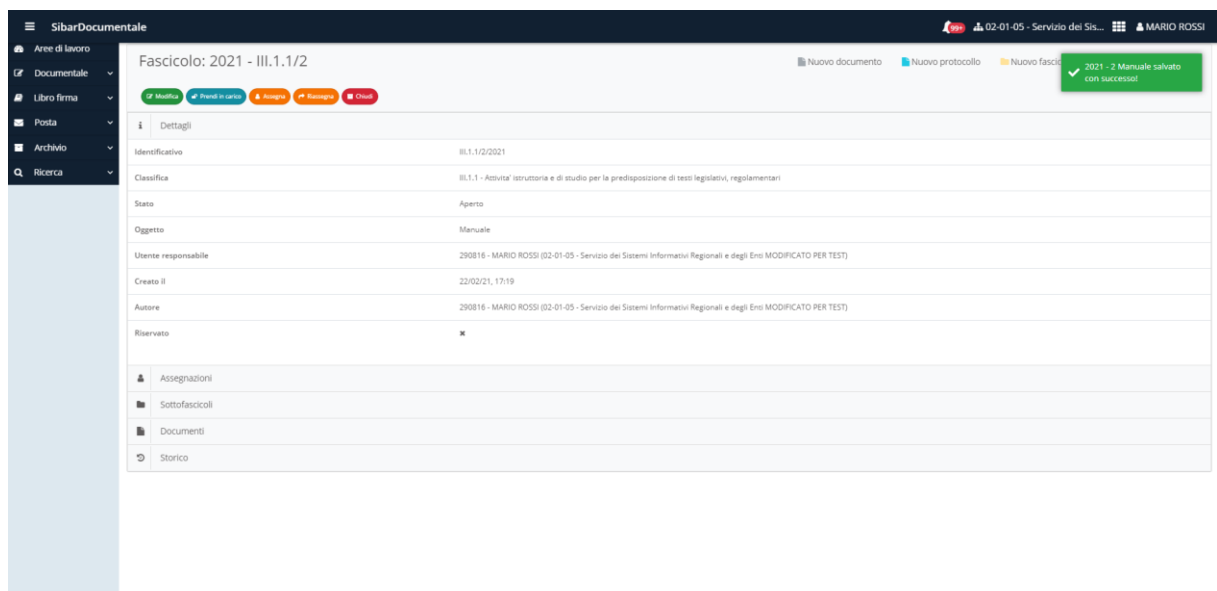 SibarDocumentale
99+
02-01-05 - Servizio dei Sis...
MARIO ROSSI
Aree di lavoro
Documentale
Libro firma
Posta
Archivio
Ricerca
Fascicolo: 2021 - III.1.1/2
Nuovo documento
Nuovo protocollo
Nuovo fascic
2021 - 2 Manuale salvato
con successo!
Modifica
Prendi in carico
Assegna
Riassegna
Chiudi
Dettagli
Identificativo
III.1.1/2/2021
Classifica
III.1.1 - Attivita' istruttoria e di studio per la predisposizione di testi legislativi, regolamentari
Stato
Aperto
Oggetto
Manuale
Utente responsabile
290816 - MARIO ROSSI (02-01-05 - Servizio dei Sistemi Informativi Regionali e degli Enti MODIFICATO PER TEST)
Creato il
22/02/21, 17:19
Autore
290816 - MARIO ROSSI (02-01-05 - Servizio dei Sistemi Informativi Regionali e degli Enti MODIFICATO PER TEST)
Riservato
Assegnazioni
Sottofascicoli
Documenti
Storico